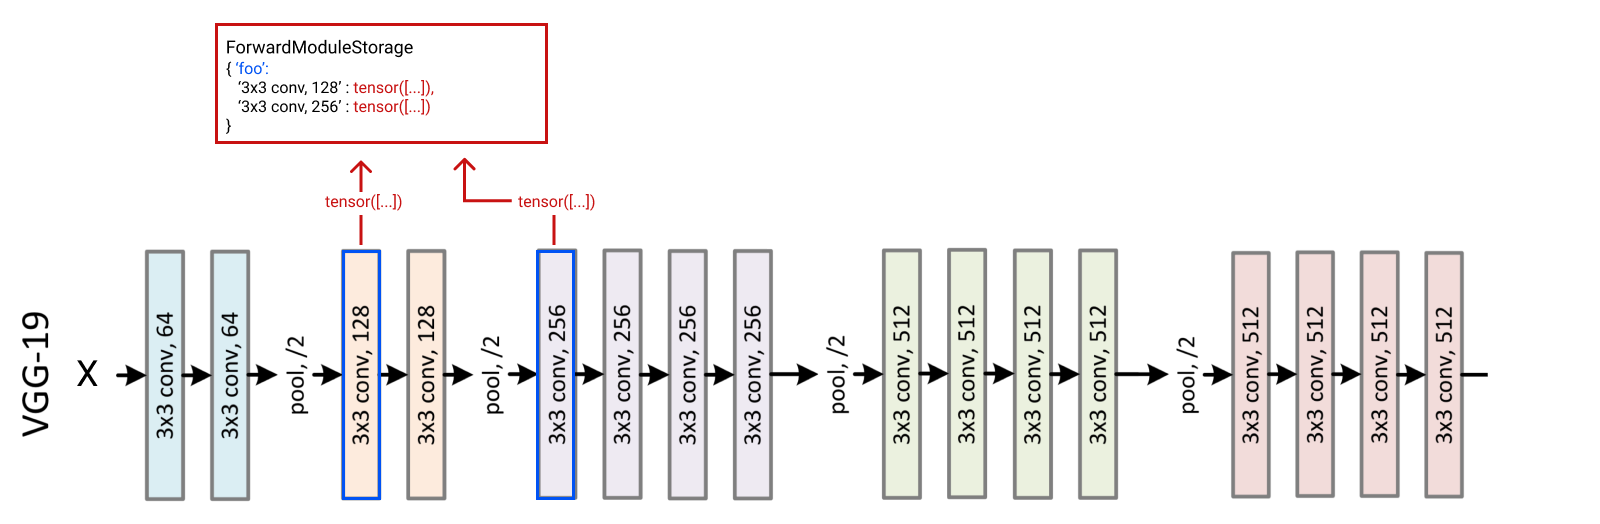 ForwardModuleStorage
{ ‘foo’:
‘3x3 conv, 128’ : tensor([...]),
‘3x3 conv, 256’ : tensor([...])
}
tensor([...])
tensor([...])
VGG-19
X
3x3 conv, 64
3x3 conv, 64
pool, /2
3x3 conv, 128
3x3 conv, 128
pool, /2
3x3 conv, 256
3x3 conv, 256
3x3 conv, 256
3x3 conv, 256
pool, /2
3x3 conv, 512
3x3 conv, 512
3x3 conv, 512
3x3 conv, 512
pool, /2
3x3 conv, 512
3x3 conv, 512
3x3 conv, 512
3x3 conv, 512